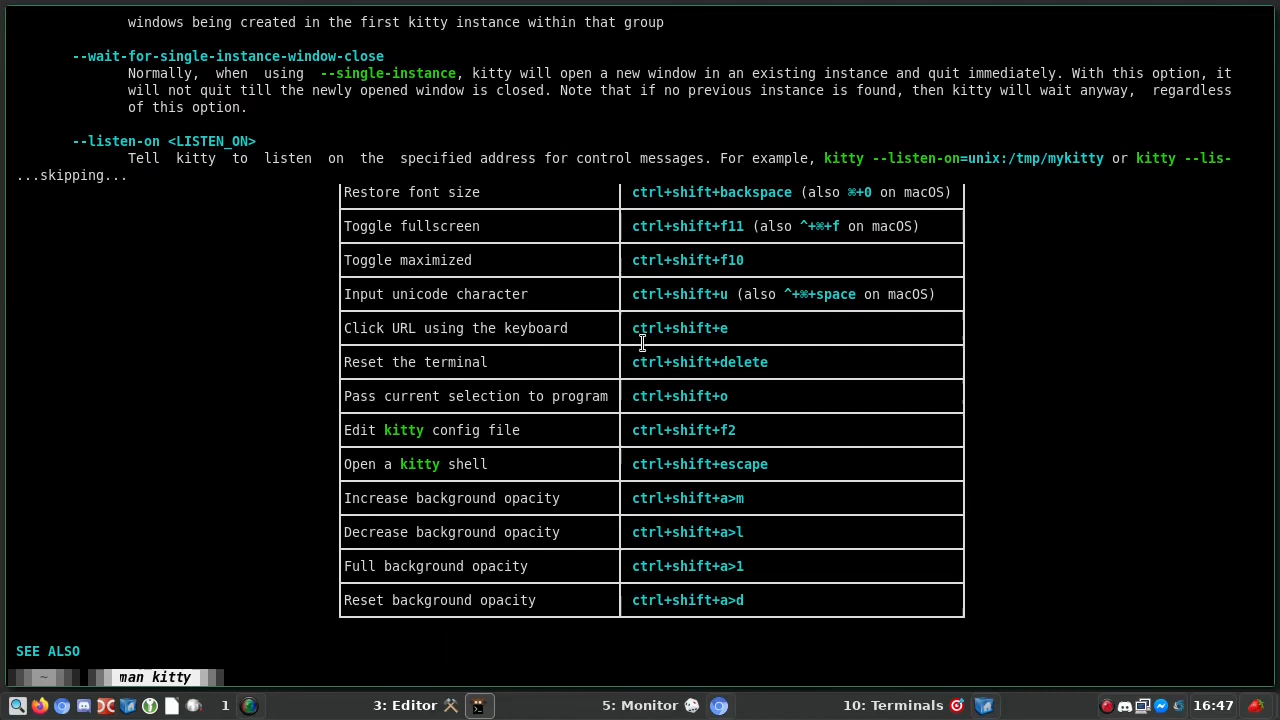 windows being created in the first kitty instance within that group
--wait-for-single-instance-window-close
Normally, when using --single-instance, kitty will open a new window in an existing instance and quit immediately. With this option, it
will not quit till the newly opened window is closed. Note that if no previous instance is found, then kitty will wait anyway, regardless
of this option.
--listen-on <LISTEN_ON>
Tell kitty to listen on the specified address for control messages. For example, kitty --listen-on=unix:/tmp/mykitty or kitty --lis-
...skipping...
Restore font size ctrl+shift+backspace (also ⌘+0 on macOS)
Toggle fullscreen ctrl+shift+f11 (also ^+⌘+f on macOS)
Toggle maximized ctrl+shift+f10
Input unicode character ctrl+shift+u (also ^+⌘+space on macOS)
Click URL using the keyboard ctrl+shift+e
Reset the terminal ctrl+shift+delete
Pass current selection to program ctrl+shift+o
Edit kitty config file ctrl+shift+f2
Open a kitty shell ctrl+shift+escape
Increase background opacity ctrl+shift+a>m
Decrease background opacity ctrl+shift+a>l
Full background opacity ctrl+shift+a>1
Reset background opacity ctrl+shift+a>d
SEE ALSO
~ man kitty
1 3: Editor 5: Monitor 10: Terminals 16:47